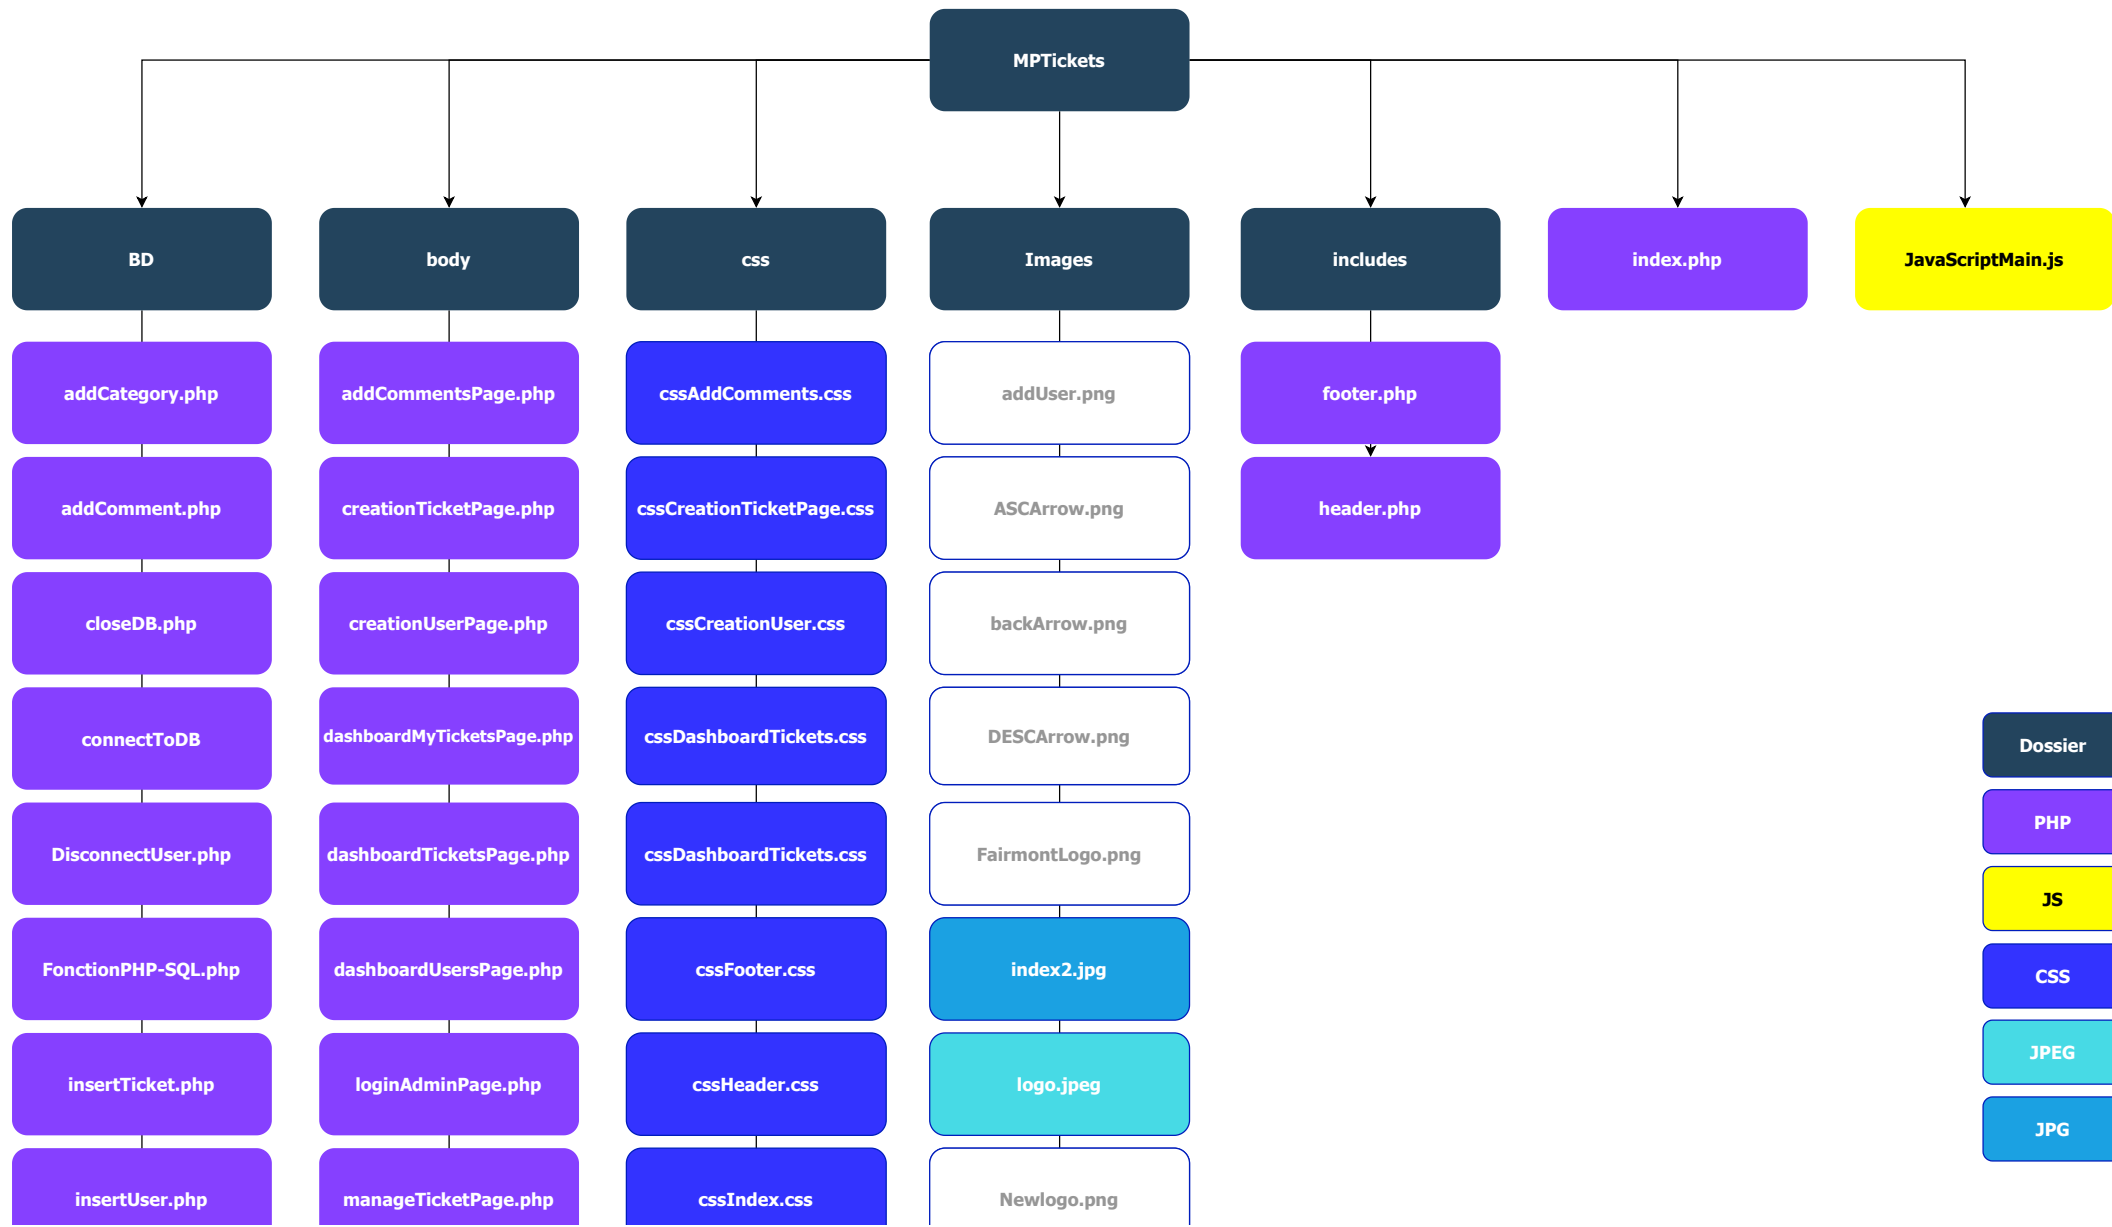 MPTickets
BD
body
css
Images
includes
index.php
JavaScriptMain.js
addCategory.php
addCommentsPage.php
cssAddComments.css
addUser.png
footer.php
addComment.php
creationTicketPage.php
cssCreationTicketPage.css
ASCArrow.png
header.php
closeDB.php
creationUserPage.php
cssCreationUser.css
backArrow.png
connectToDB
dashboardMyTicketsPage.php
cssDashboardTickets.css
DESCArrow.png
Dossier
PHP
DisconnectUser.php
dashboardTicketsPage.php
cssDashboardTickets.css
FairmontLogo.png
JS
FonctionPHP-SQL.php
dashboardUsersPage.php
cssFooter.css
index2.jpg
CSS
JPEG
insertTicket.php
loginAdminPage.php
cssHeader.css
logo.jpeg
JPG
insertUser.php
manageTicketPage.php
cssIndex.css
Newlogo.png